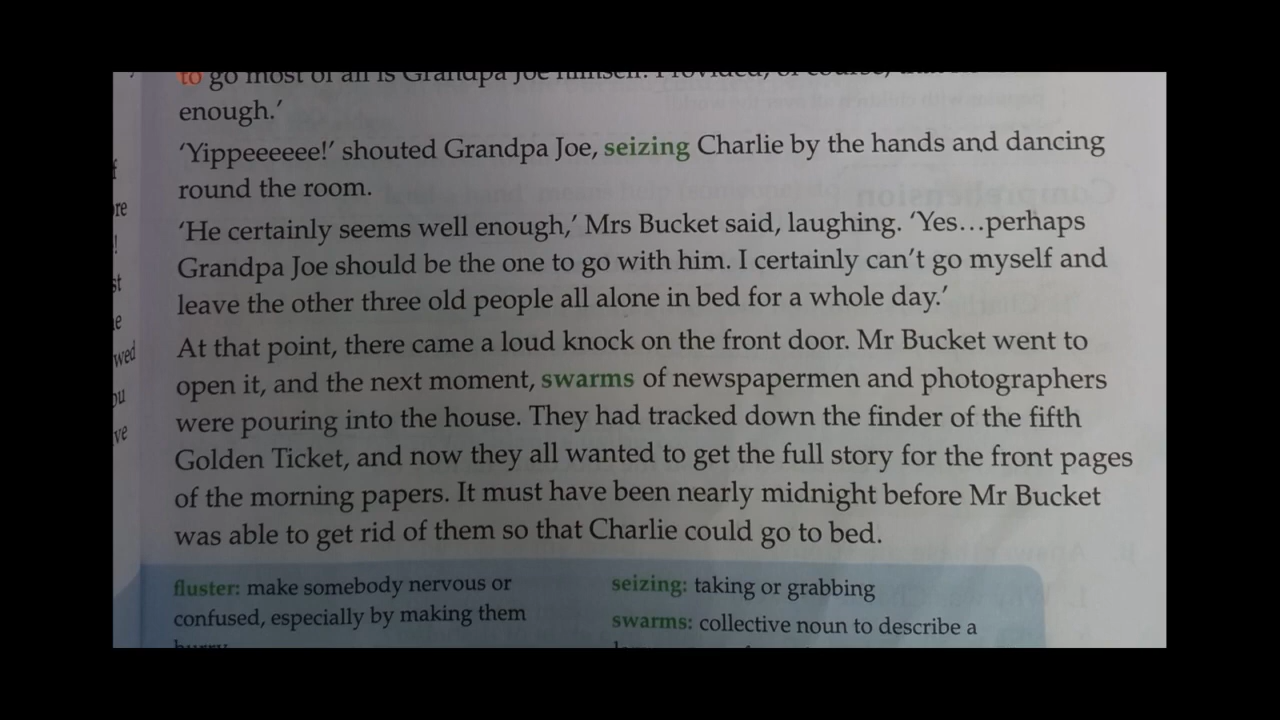 to go most of all is Grandpa Joe himself. Provided, of course,
enough.'
'Yippeeeeee!' shouted Grandpa Joe, seizing Charlie by the hands and dancing
round the room.
'He certainly seems well enough,' Mrs Bucket said, laughing. 'Yes...perhaps
Grandpa Joe should be the one to go with him. I certainly can't go myself and
leave the other three old people all alone in bed for a whole day.'
At that point, there came a loud knock on the front door. Mr Bucket went to
open it, and the next moment, swarms of newspapermen and photographers
were pouring into the house. They had tracked down the finder of the fifth
Golden Ticket, and now they all wanted to get the full story for the front pages
of the morning papers. It must have been nearly midnight before Mr Bucket
was able to get rid of them so that Charlie could go to bed.
fluster: make somebody nervous or
confused, especially by making them
hurry
seizing: taking or grabbing
swarms: collective noun to describe a